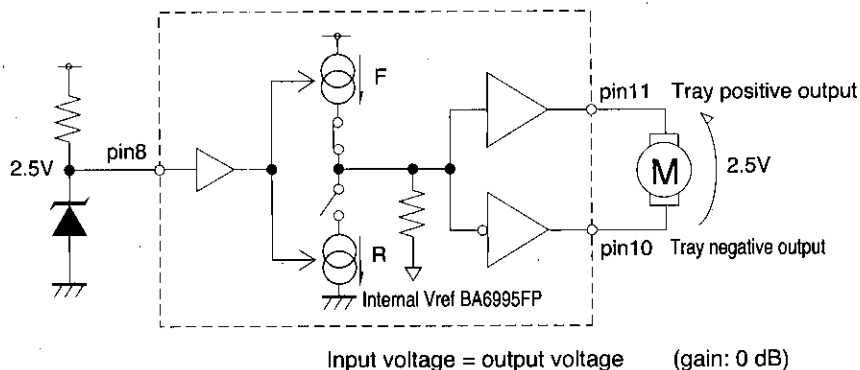 F
pin11 Tray positive output
2.5V pin8
M 2.5V
R
pin10 Tray negative output
Internal Vref BA6995FP
Input voltage = output voltage (gain: 0 dB)